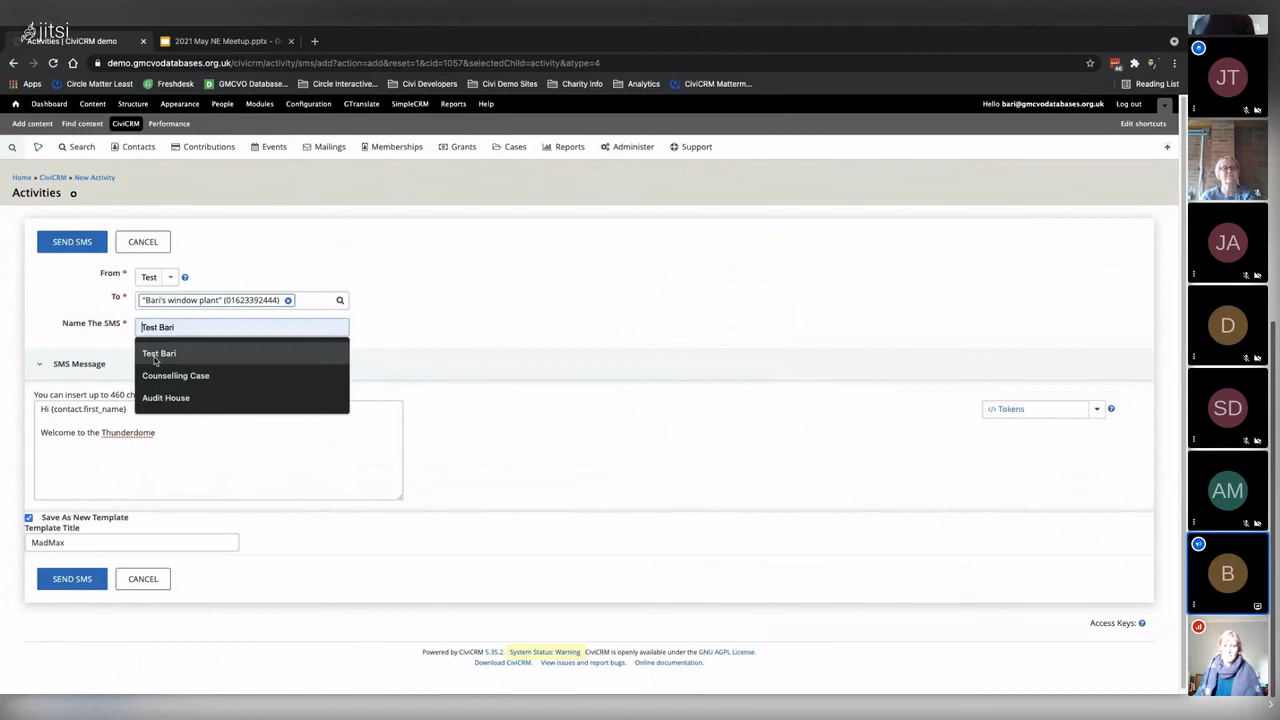 jitsi
Activities | CiviCRM demo
2021 May NE Meetup.pptx - G
demo.gmcvodatabases.org.uk/civicrm/activity/sms/add?action=add&reset=1&cid=1057&selectedChild=activity&atype=4
Apps Circle Matter Least Freshdesk GMCVO Databas... Circle Interactive Civi Developers Civi Demo Sites Charity info Analytics CiviCRM Matterm... Reading List
Dashboard Content Structure Appearance People Modules Configuration GTranslate SimpleCRM Reports Help Hello bari@gmcvodatabases.org.uk Log out
Add content Find content CiviCRM Performance Edit shortcuts
Search Contacts Contributions Events Mailings Memberships Grants Cases Reports Administer Support
Home » CiviCRM » New Activity
Activities
SEND SMS CANCEL
From * Test
To * "Bari's window plant" (01623392444)
Name The SMS * Test Bari
Test Bari
Counselling Case
Audit House
SMS Message
You can insert up to 460 ch
Hi {contact.first_name}
Welcome to the Thunderdome
</> Tokens
Save As New Template
Template Title
MadMax
SEND SMS CANCEL
Access Keys:
Powered by CiviCRM 5.35.2. System Status: Warning CiviCRM is openly available under the GNU AGPL License.
Download CiviCRM. View issues and report bugs. Online documentation.
JT
JA
D
SD
AM
B